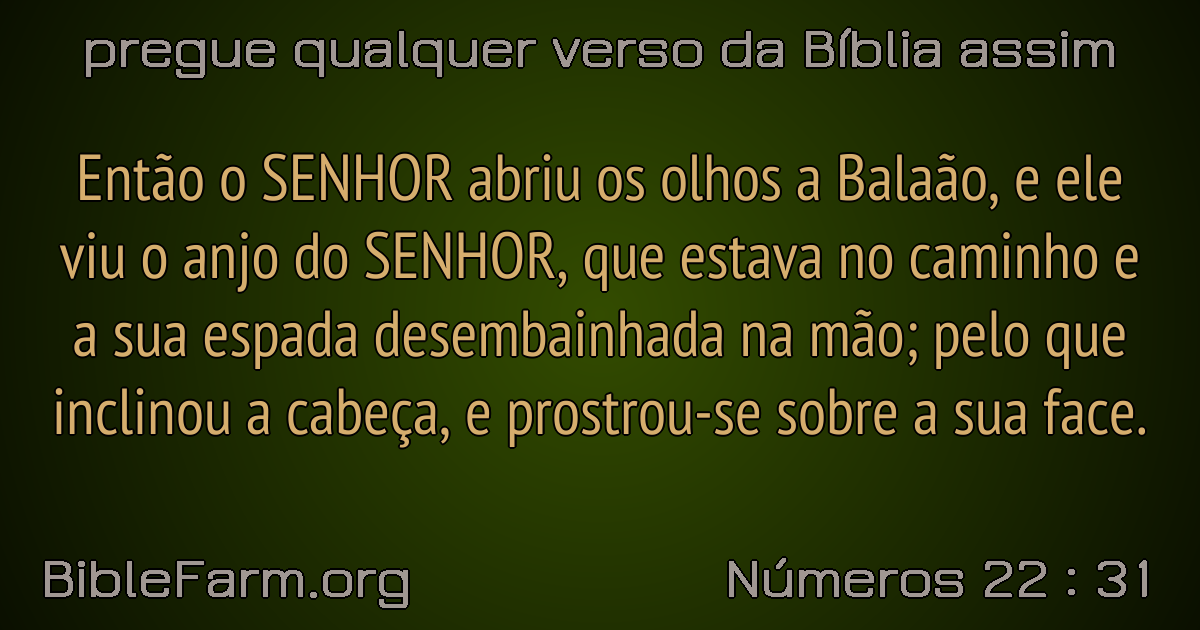 pregue qualquer verso da Bíblia assim
Então o SENHOR abriu os olhos a Balaão, e ele
viu o anjo do SENHOR, que estava no caminho e
a sua espada desembainhada na mão; pelo que
inclinou a cabeça, e prostrou-se sobre a sua face.
BibleFarm.org
Números 22 : 31